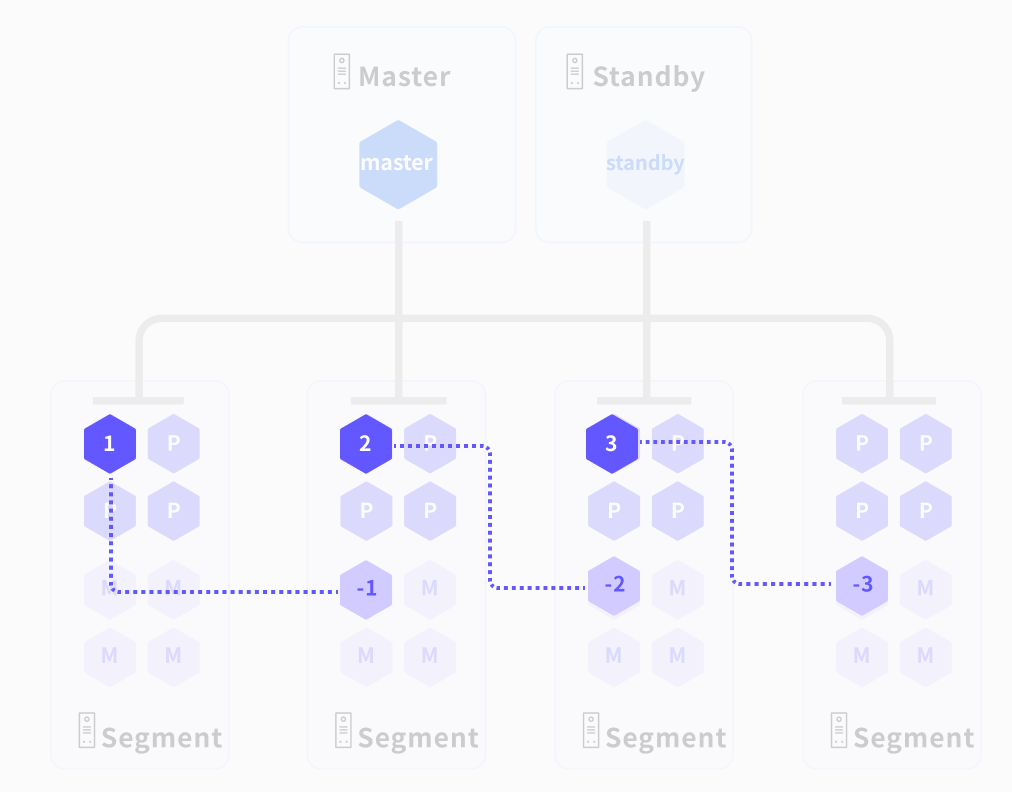 Master
Standby
master
standby
1 P
2 P
3 P
P P
P P
P P
P P
P P
M M
-1 M
-2 M
-3 M
M M
M M
M M
M M
Segment
Segment
Segment
Segment